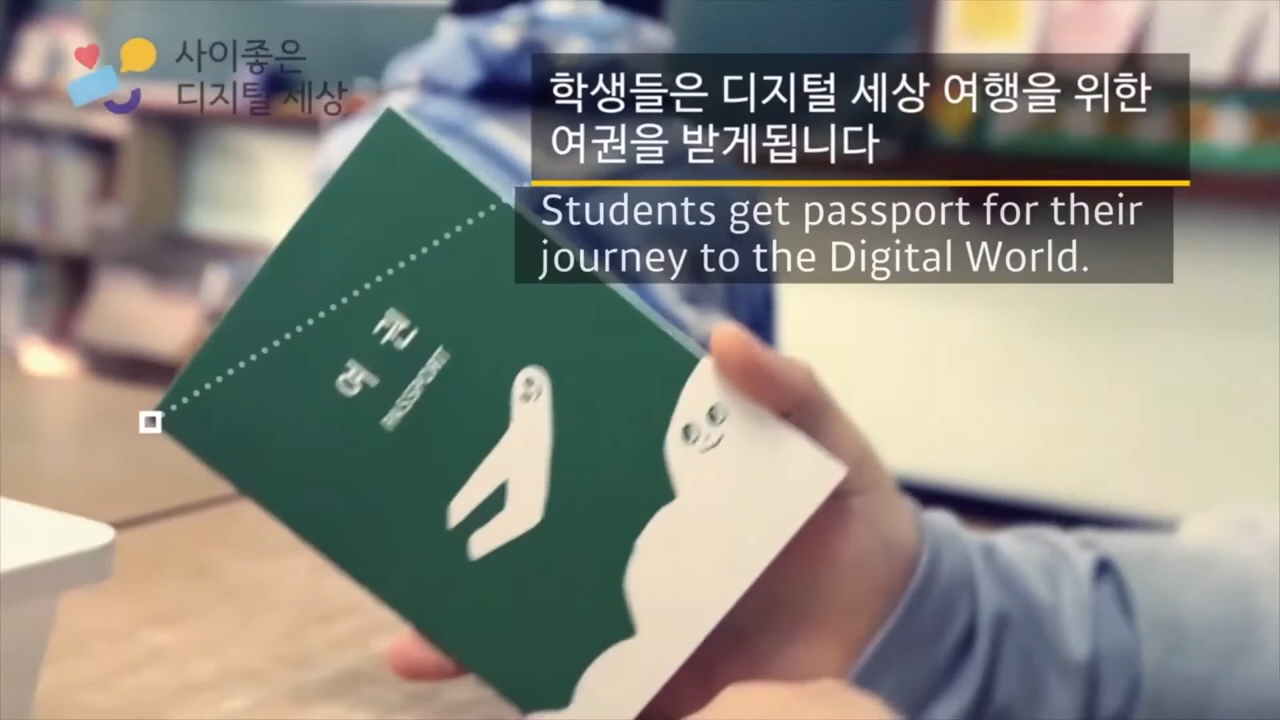 사이좋은
디지털 세상
학생들은 디지털 세상 여행을 위한
여권을 받게됩니다
Students get passport for their
journey to the Digital World.
여권
PASSPORT